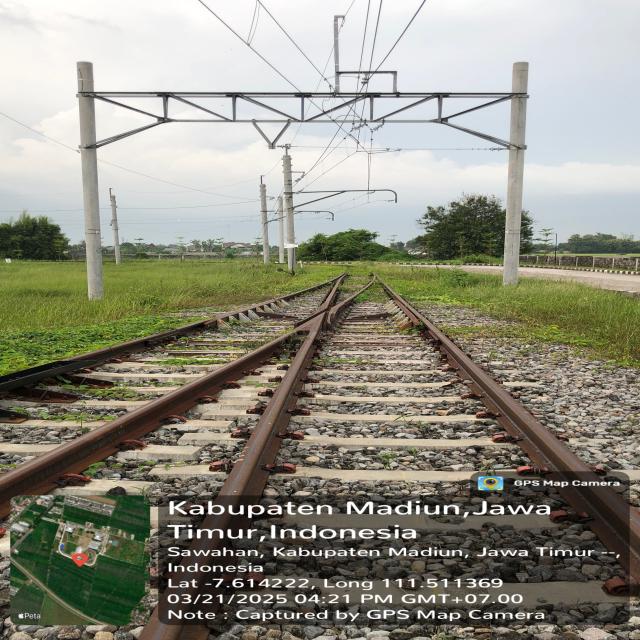 GPS Map Camera
Kabupaten Madiun,Jawa
Timur,Indonesia
Sawahan, Kabupaten Madiun, Jawa Timur --,
Indonesia
Lat -7.614222, Long 111.511369
03/21/2025 04:21 PM GMT+07.00
Note : Captured by GPS Map Camera
Peta